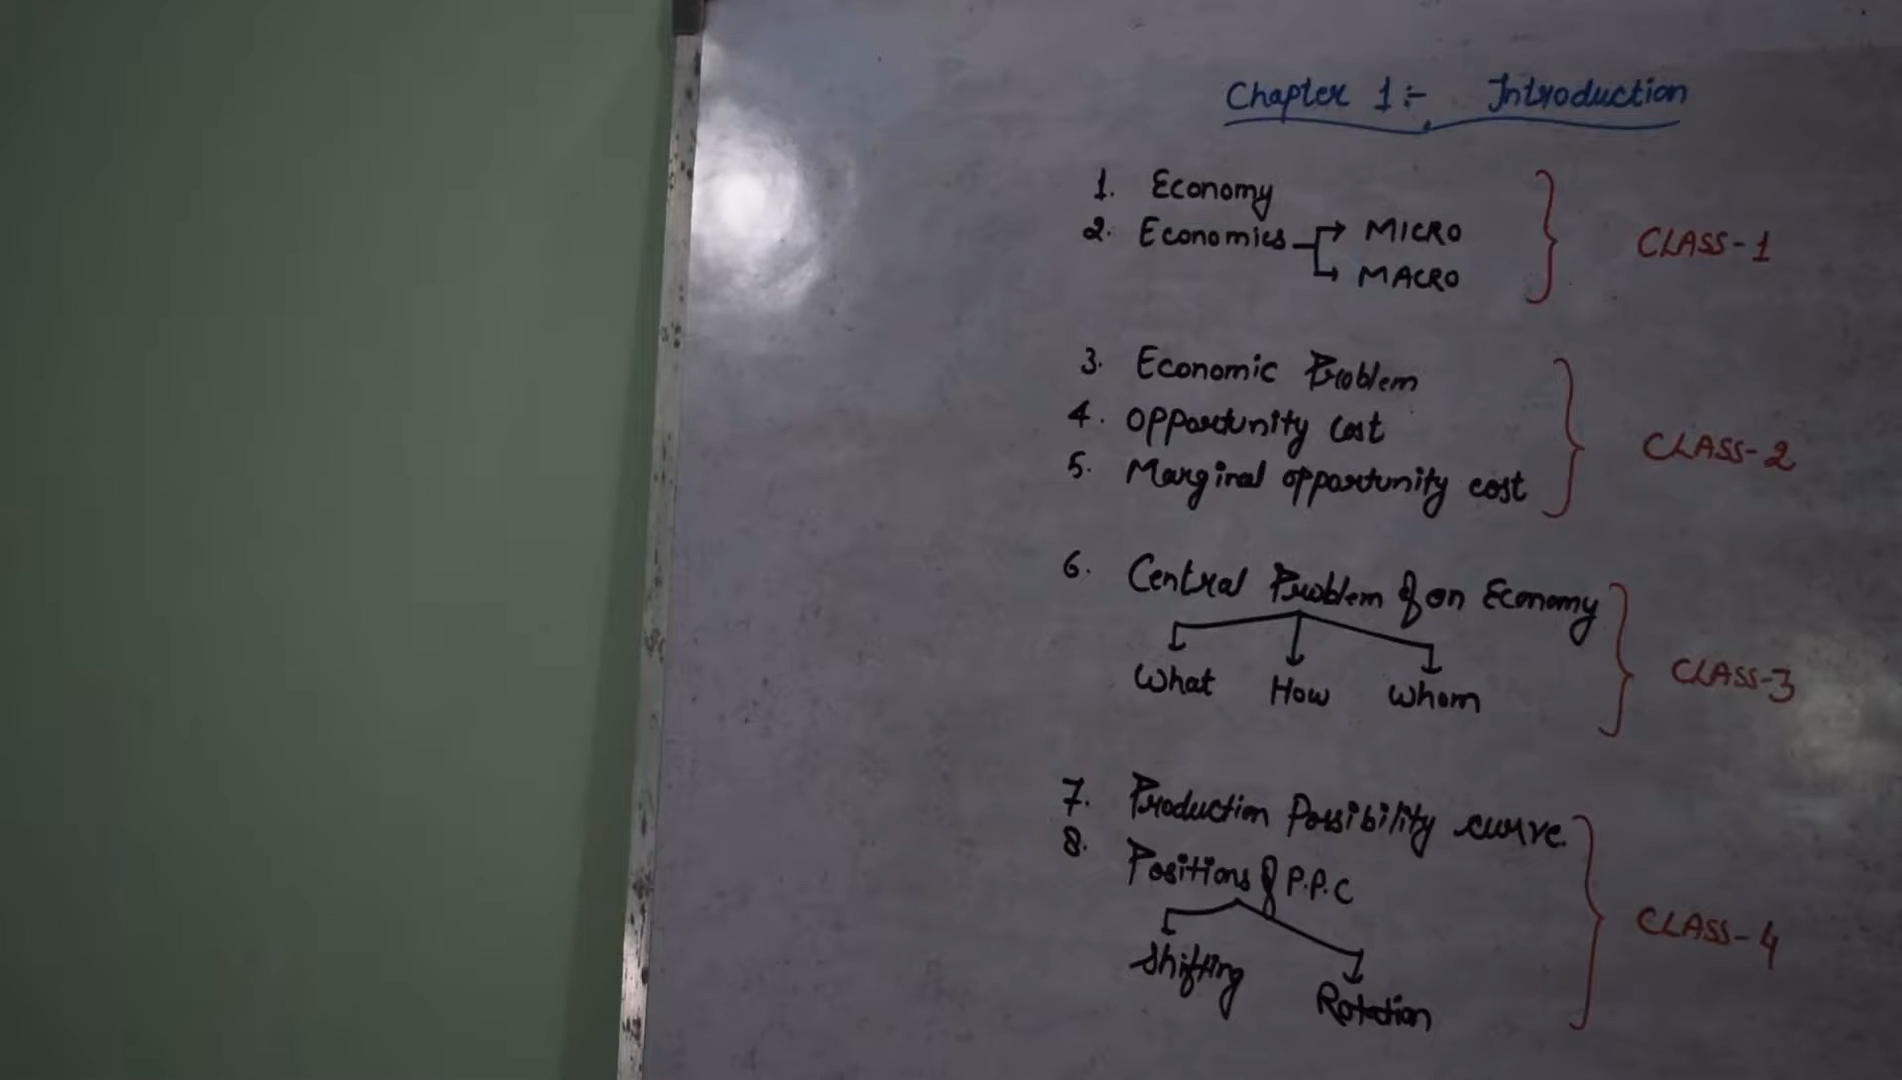 Chapter 1:- Introduction
1. Economy
2. Economics → MICRO
→ MACRO
CLASS-1
3. Economic Problem
4. Opportunity cost
5. Marginal opportunity cost
CLASS-2
6. Central Problem of an Economy
What How Whom
CLASS-3
7. Production Possibility curve.
8. Positions of P.P.C
Shifting
Rotation
CLASS-4